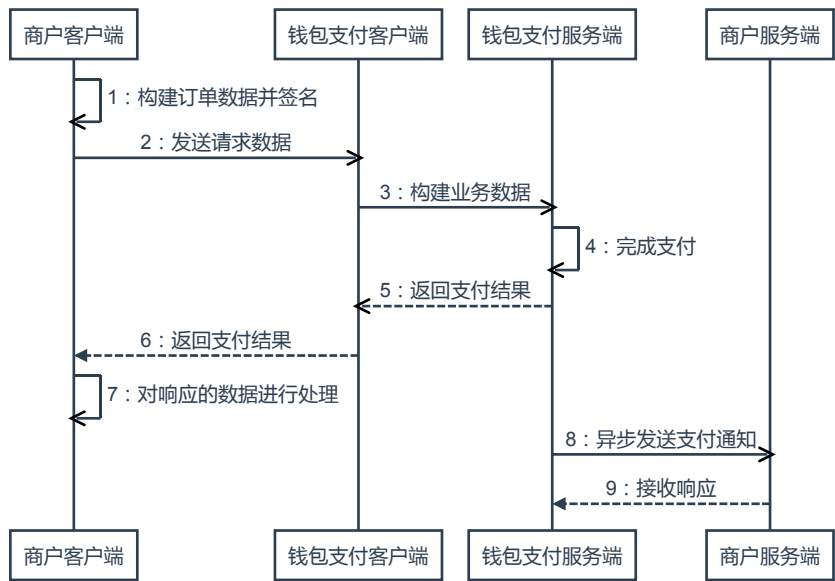 商户客户端
钱包支付客户端
钱包支付服务端
商户服务端
1：构建订单数据并签名
2：发送请求数据
3：构建业务数据
4：完成支付
5：返回支付结果
6：返回支付结果
7：对响应的数据进行处理
8：异步发送支付通知
9：接收响应
商户客户端
钱包支付客户端
钱包支付服务端
商户服务端